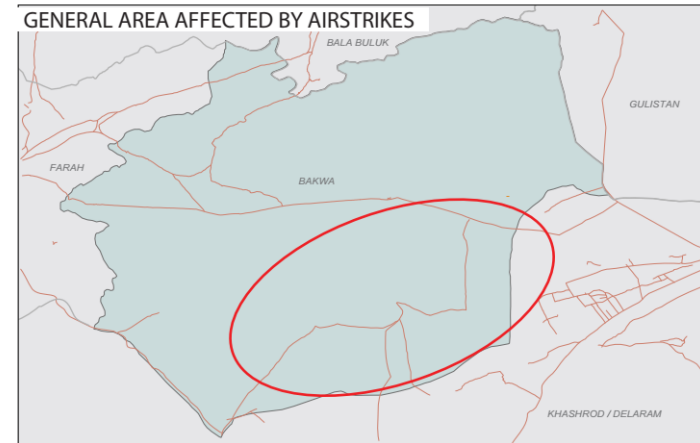 GENERAL AREA AFFECTED BY AIRSTRIKES
BALA BULUK
GULISTAN
FARAH
BAKWA
KHASHROD / DELARAM